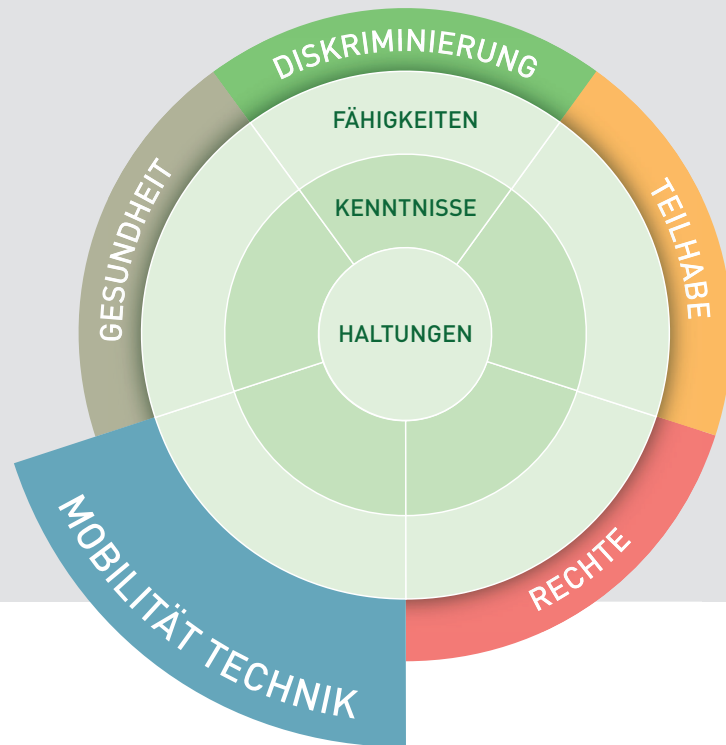 DISKRIMINIERUNG
FÄHIGKEITEN
GESUNDHEIT
TEILHABE
KENNTNISSE
HALTUNGEN
MOBILITÄT TECHNIK
RECHTE